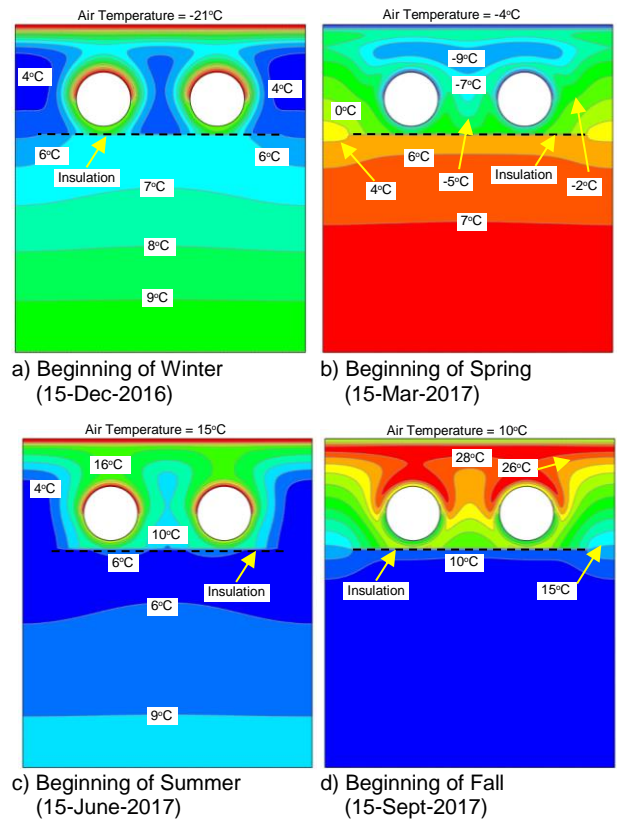 Air Temperature = -21°C
4°C
4°C
6°C
6°C
Insulation
7°C
8°C
9°C
a) Beginning of Winter
(15-Dec-2016)
Air Temperature = -4°C
-9°C
-7°C
0°C
6°C
Insulation
4°C
-5°C
-2°C
7°C
b) Beginning of Spring
(15-Mar-2017)
Air Temperature = 15°C
16°C
4°C
10°C
6°C
Insulation
6°C
9°C
c) Beginning of Summer
(15-June-2017)
Air Temperature = 10°C
28°C
26°C
10°C
Insulation
15°C
d) Beginning of Fall
(15-Sept-2017)